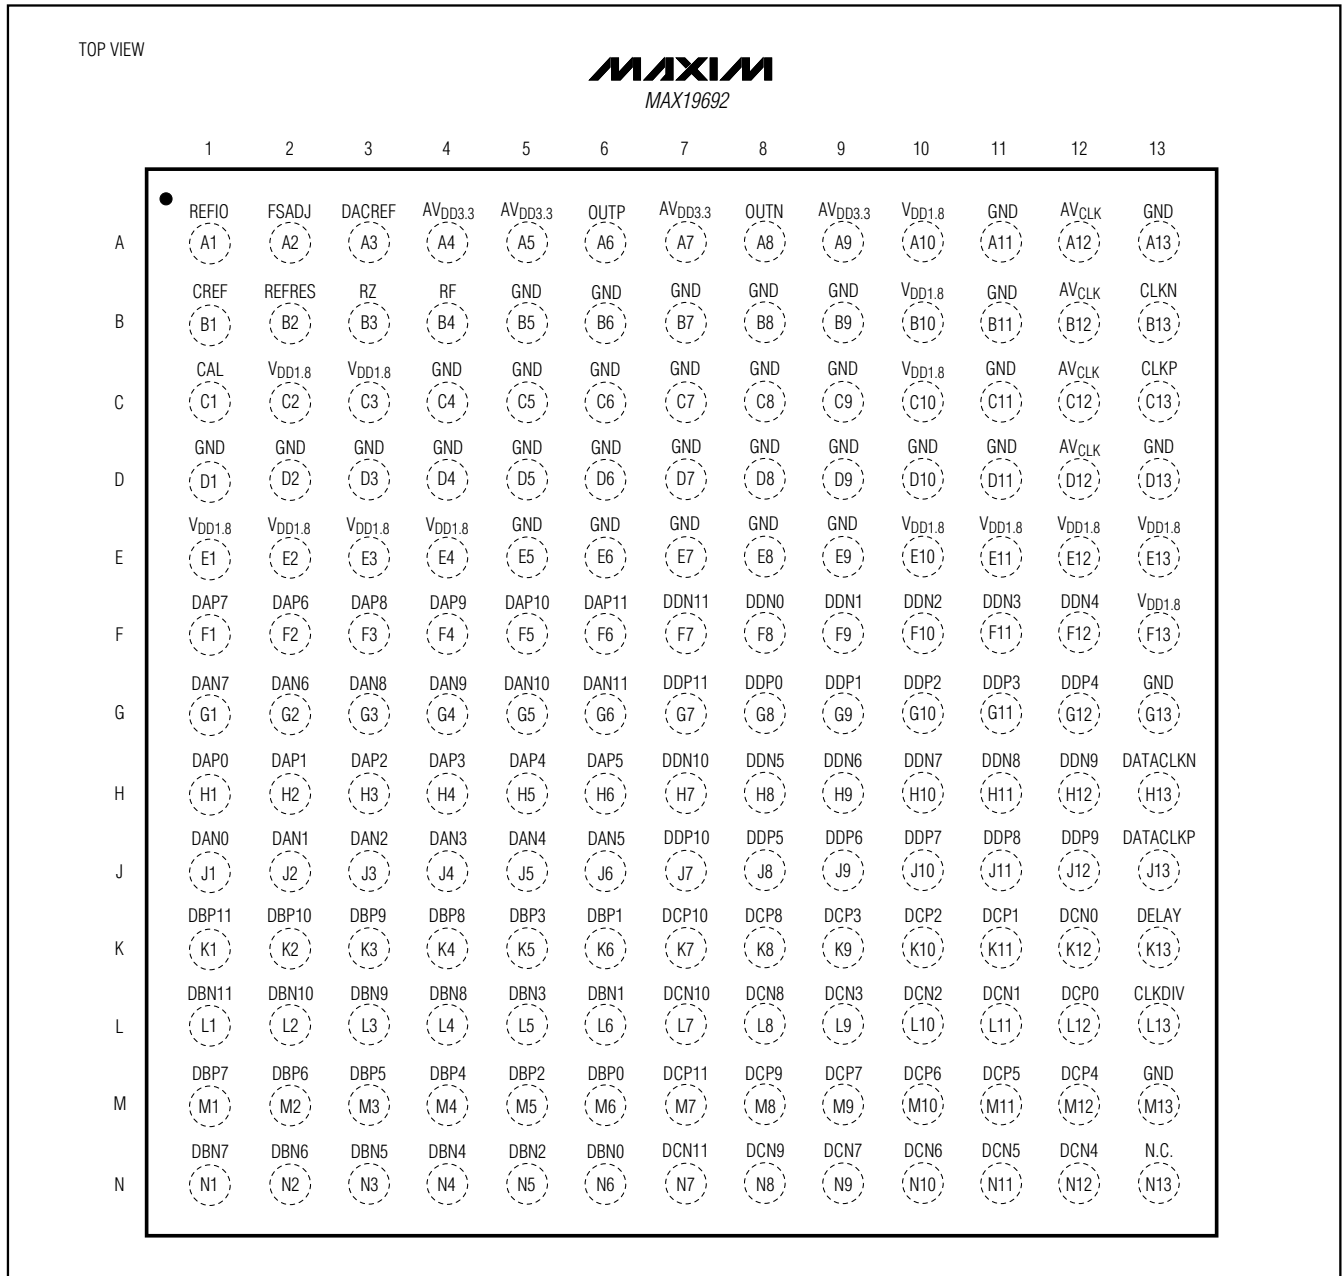 TOP VIEW
MAXIM
MAX19692
1 2 3 4 5 6 7 8 9 10 11 12 13
REFIO FSADJ DACREF AVDD3.3 AVDD3.3 OUTP AVDD3.3 OUTN AVDD3.3 VDD1.8 GND AVCLK GND
A A1 A2 A3 A4 A5 A6 A7 A8 A9 A10 A11 A12 A13
CREF REFRES RZ RF GND GND GND GND GND VDD1.8 GND AVCLK CLKN
B B1 B2 B3 B4 B5 B6 B7 B8 B9 B10 B11 B12 B13
CAL VDD1.8 VDD1.8 GND GND GND GND GND GND VDD1.8 GND AVCLK CLKP
C C1 C2 C3 C4 C5 C6 C7 C8 C9 C10 C11 C12 C13
GND GND GND GND GND GND GND GND GND GND GND AVCLK GND
D D1 D2 D3 D4 D5 D6 D7 D8 D9 D10 D11 D12 D13
VDD1.8 VDD1.8 VDD1.8 VDD1.8 GND GND GND GND GND VDD1.8 VDD1.8 VDD1.8 VDD1.8
E E1 E2 E3 E4 E5 E6 E7 E8 E9 E10 E11 E12 E13
DAP7 DAP6 DAP8 DAP9 DAP10 DAP11 DDN11 DDN0 DDN1 DDN2 DDN3 DDN4 VDD1.8
F F1 F2 F3 F4 F5 F6 F7 F8 F9 F10 F11 F12 F13
DAN7 DAN6 DAN8 DAN9 DAN10 DAN11 DDP11 DDP0 DDP1 DDP2 DDP3 DDP4 GND
G G1 G2 G3 G4 G5 G6 G7 G8 G9 G10 G11 G12 G13
DAP0 DAP1 DAP2 DAP3 DAP4 DAP5 DDN10 DDN5 DDN6 DDN7 DDN8 DDN9 DATACLKN
H H1 H2 H3 H4 H5 H6 H7 H8 H9 H10 H11 H12 H13
DAN0 DAN1 DAN2 DAN3 DAN4 DAN5 DDP10 DDP5 DDP6 DDP7 DDP8 DDP9 DATACLKP
J J1 J2 J3 J4 J5 J6 J7 J8 J9 J10 J11 J12 J13
DBP11 DBP10 DBP9 DBP8 DBP3 DBP1 DCP10 DCP8 DCP3 DCP2 DCP1 DCN0 DELAY
K K1 K2 K3 K4 K5 K6 K7 K8 K9 K10 K11 K12 K13
DBN11 DBN10 DBN9 DBN8 DBN3 DBN1 DCN10 DCN8 DCN3 DCN2 DCN1 DCP0 CLKDIV
L L1 L2 L3 L4 L5 L6 L7 L8 L9 L10 L11 L12 L13
DBP7 DBP6 DBP5 DBP4 DBP2 DBP0 DCP11 DCP9 DCP7 DCP6 DCP5 DCP4 GND
M M1 M2 M3 M4 M5 M6 M7 M8 M9 M10 M11 M12 M13
DBN7 DBN6 DBN5 DBN4 DBN2 DBN0 DCN11 DCN9 DCN7 DCN6 DCN5 DCN4 N.C.
N N1 N2 N3 N4 N5 N6 N7 N8 N9 N10 N11 N12 N13